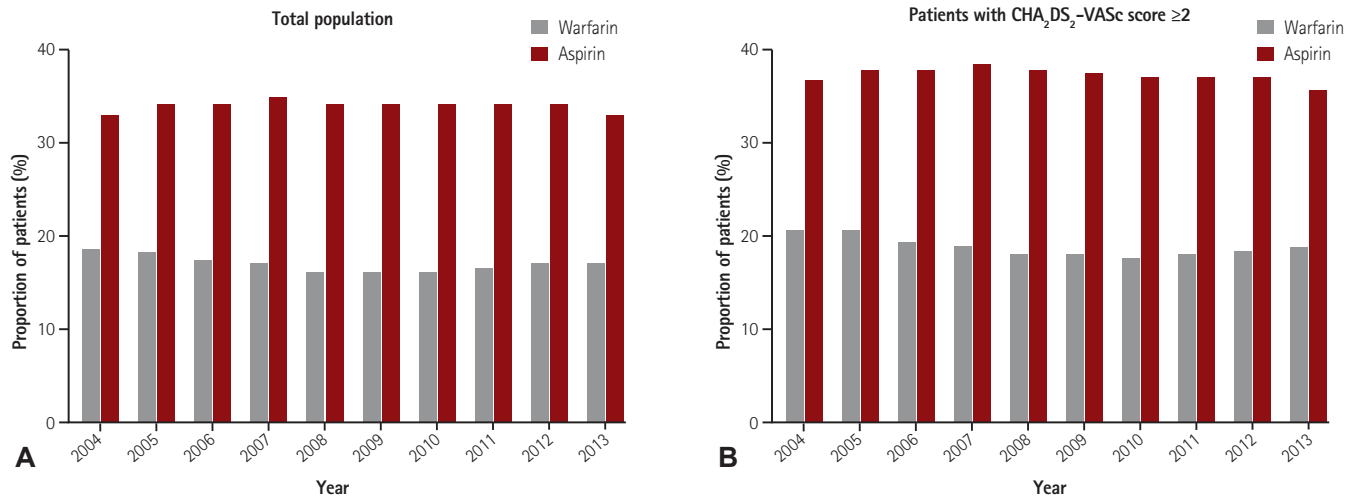 Total population
Warfarin
Aspirin
Proportion of patients (%)
40
30
20
10
0
2004
2005
2006
2007
2008
2009
2010
2011
2012
2013
Year
A
Patients with CHA₂DS₂–VASc score ≥2
Warfarin
Aspirin
Proportion of patients (%)
40
30
20
10
0
2004
2005
2006
2007
2008
2009
2010
2011
2012
2013
Year
B